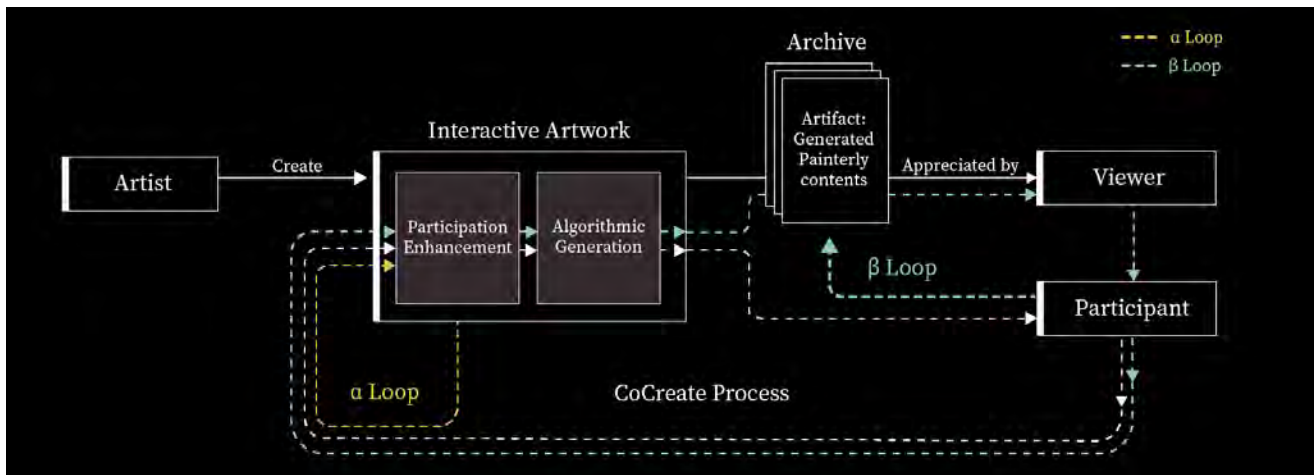 Archive
α Loop
β Loop
Artifact:
Generated
Painterly
contents
Interactive Artwork
Artist
Create
Appreciated by
Viewer
Participation
Enhancement
Algorithmic
Generation
β Loop
Participant
α Loop
CoCreate Process